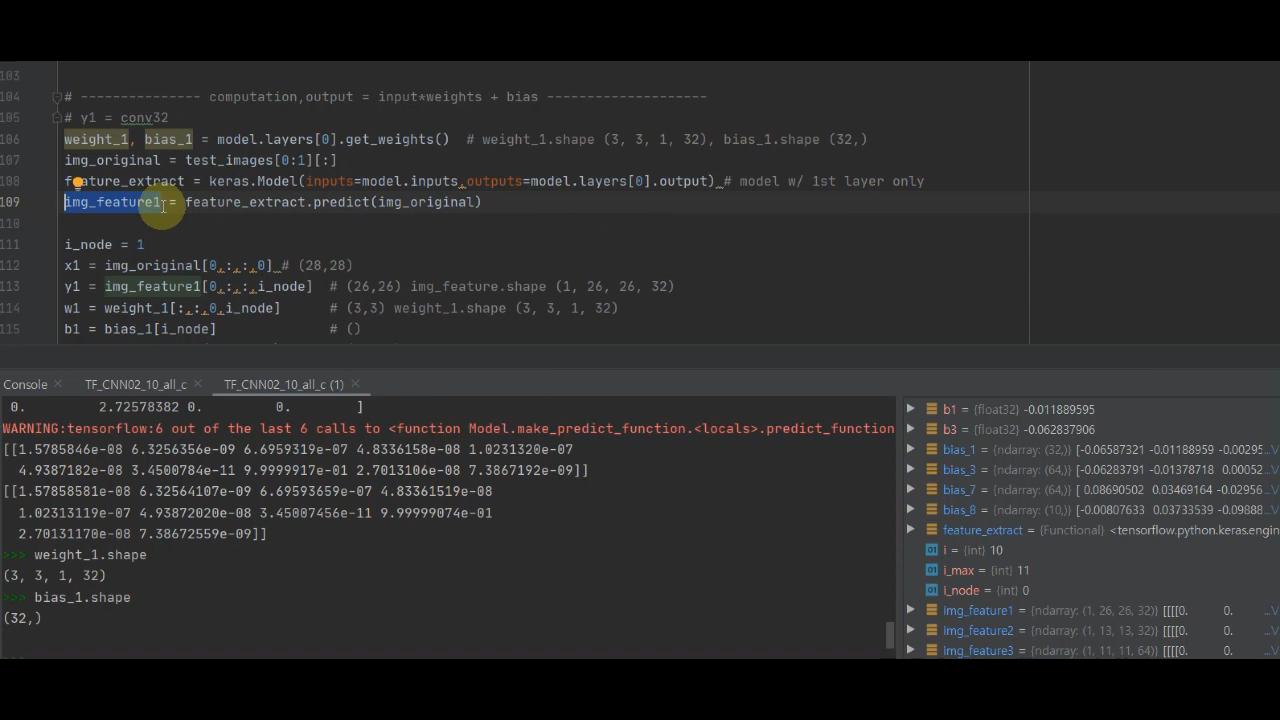 103
104 # --------------- computation,output = input*weights + bias -------------------
105 # y1 = conv32
106 weight_1, bias_1 = model.layers[0].get_weights()  # weight_1.shape (3, 3, 1, 32), bias_1.shape (32,)
107 img_original = test_images[0:1][:]
108 feature_extract = keras.Model(inputs=model.inputs,outputs=model.layers[0].output) # model w/ 1st layer only
109 img_feature1 = feature_extract.predict(img_original)
110
111 i_node = 1
112 x1 = img_original[0,:,:,0] # (28,28)
113 y1 = img_feature1[0,:,:,i_node]  # (26,26) img_feature.shape (1, 26, 26, 32)
114 w1 = weight_1[:,:,0,i_node]      # (3,3) weight_1.shape (3, 3, 1, 32)
115 b1 = bias_1[i_node]              # ()
Console TF_CNN02_10_all_c TF_CNN02_10_all_c (1)
0. 2.72578382 0. 0. ]
WARNING:tensorflow:6 out of the last 6 calls to <function Model.make_predict_function.<locals>.predict_function
[[1.5785846e-08 6.3256356e-09 6.6959319e-07 4.8336158e-08 1.0231320e-07
4.9387182e-08 3.4500784e-11 9.9999917e-01 2.7013106e-08 7.3867192e-09]]
[[1.57858581e-08 6.32564107e-09 6.69593659e-07 4.83361519e-08
1.02313119e-07 4.93872020e-08 3.45007456e-11 9.99999074e-01
2.70131170e-08 7.38672559e-09]]
>>> weight_1.shape
(3, 3, 1, 32)
>>> bias_1.shape
(32,)
b1 = {float32} -0.011889595
b3 = {float32} -0.062837906
bias_1 = {ndarray: (32,)} [-0.06587321 -0.01188959 -0.00295
bias_3 = {ndarray: (64,)} [-0.06283791 -0.01378718 0.00052
bias_7 = {ndarray: (64,)} [ 0.08690502 0.03469164 -0.02956
bias_8 = {ndarray: (10,)} [-0.00807633 0.03733539 -0.09888
feature_extract = {Functional} <tensorflow.python.keras.engin
i = {int} 10
i_max = {int} 11
i_node = {int} 0
img_feature1 = {ndarray: (1, 26, 26, 32)} [[[[0. 0. ...V
img_feature2 = {ndarray: (1, 13, 13, 32)} [[[[0. 0. ...V
img_feature3 = {ndarray: (1, 11, 11, 64)} [[[[0. 0. ...V